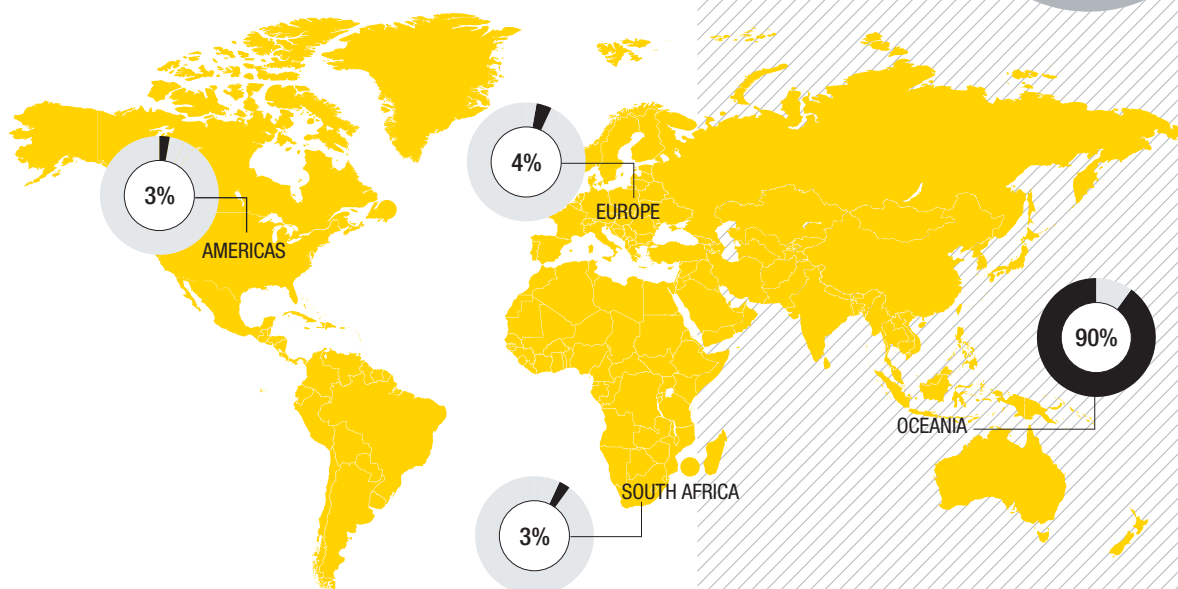 4%
EUROPE
3%
AMERICAS
90%
OCEANIA
SOUTH AFRICA
3%